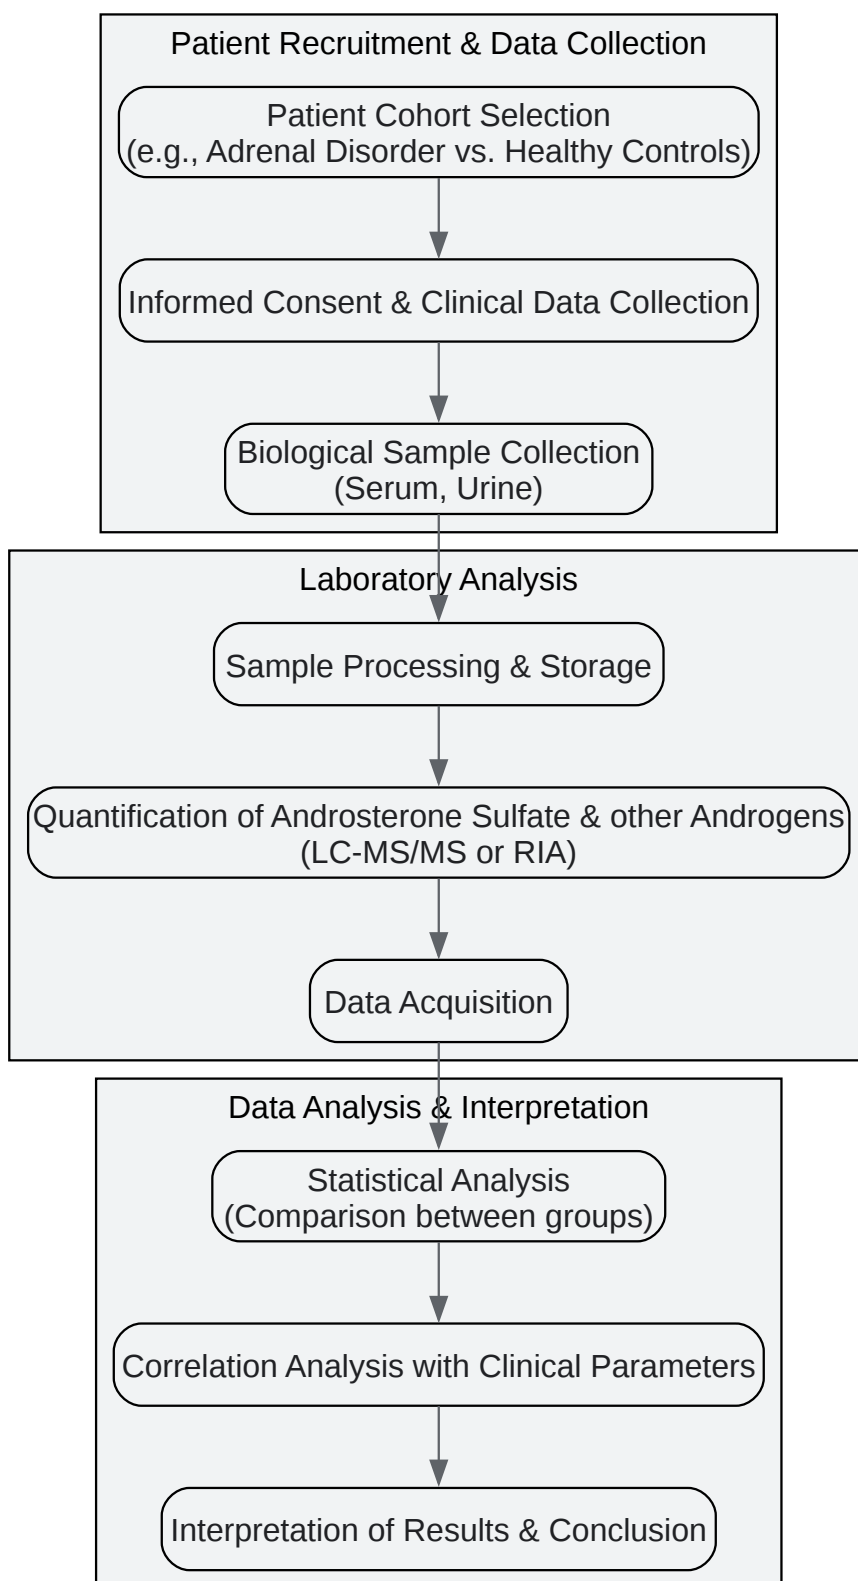 Patient Recruitment & Data Collection
Patient Cohort Selection
(e.g., Adrenal Disorder vs. Healthy Controls)
Informed Consent & Clinical Data Collection
Biological Sample Collection
(Serum, Urine)
Laboratory Analysis
Sample Processing & Storage
Quantification of Androsterone Sulfate & other Androgens
(LC-MS/MS or RIA)
Data Acquisition
Data Analysis & Interpretation
Statistical Analysis
(Comparison between groups)
Correlation Analysis with Clinical Parameters
Interpretation of Results & Conclusion